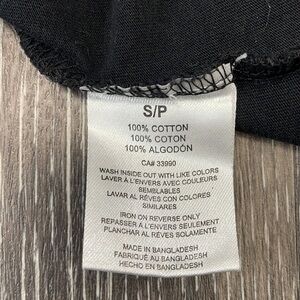 S/P
100% COTTON
100% COTON
100% ALGODÓN
CA# 33990
WASH INSIDE OUT WITH LIKE COLORS
LAVER À L'ENVERS AVEC COULEURS
SEMBLABLES
LAVAR AL RÉVES CON COLORES
SIMILARES
IRON ON REVERSE ONLY
REPASSER À L'ENVERS SEULEMENT
PLANCHAR AL RÉVES SOLAMENTE
MADE IN BANGLADESH
FABRIQUÉ AU BANGLADESH
HECHO EN BANGLADESH